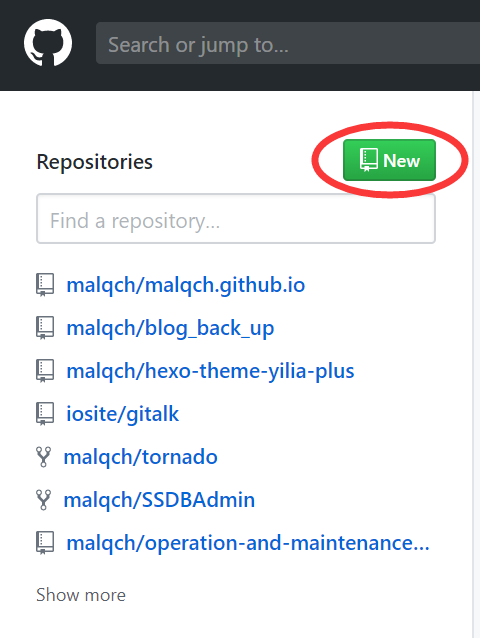 Search or jump to...
Repositories
New
Find a repository...
malqch/malqch.github.io
malqch/blog_back_up
malqch/hexo-theme-yilia-plus
iosite/gitalk
malqch/tornado
malqch/SSDBAdmin
malqch/operation-and-maintenance...
Show more